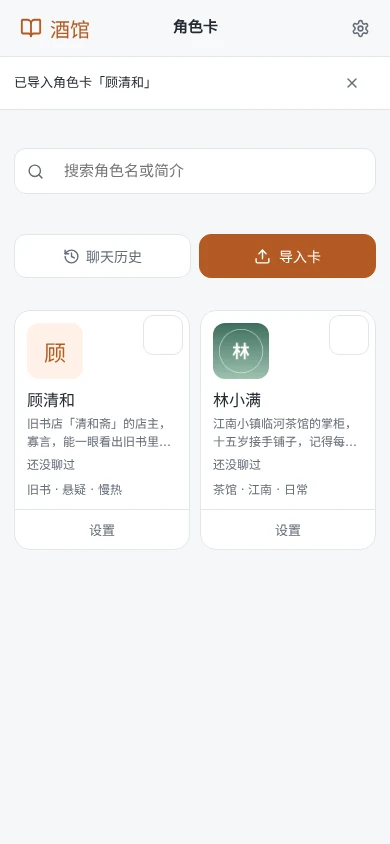 酒馆
角色卡
已导入角色卡「顾清和」
搜索角色名或简介
聊天历史
导入卡
顾
顾清和
旧书店「清和斋」的店主，
寡言，能一眼看出旧书里…
还没聊过
旧书 · 悬疑 · 慢热
设置
林
林小满
江南小镇临河茶馆的掌柜，
十五岁接手铺子，记得每…
还没聊过
茶馆 · 江南 · 日常
设置